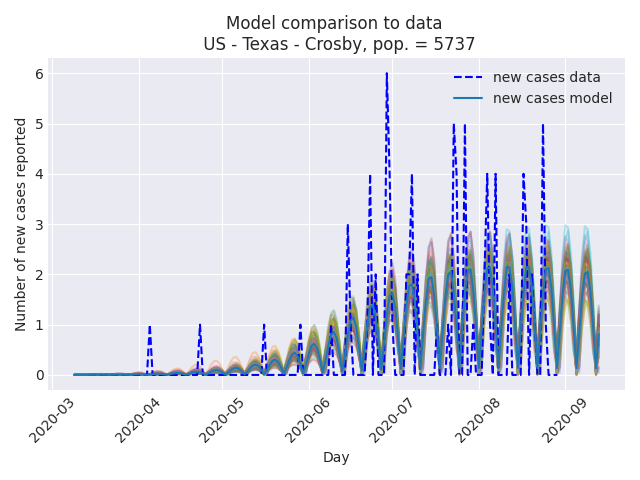 Model comparison to data
US - Texas - Crosby, pop. = 5737
new cases data
new cases model
Number of new cases reported
6
5
4
3
2
1
0
2020-03
2020-04
2020-05
2020-06
2020-07
2020-08
2020-09
Day